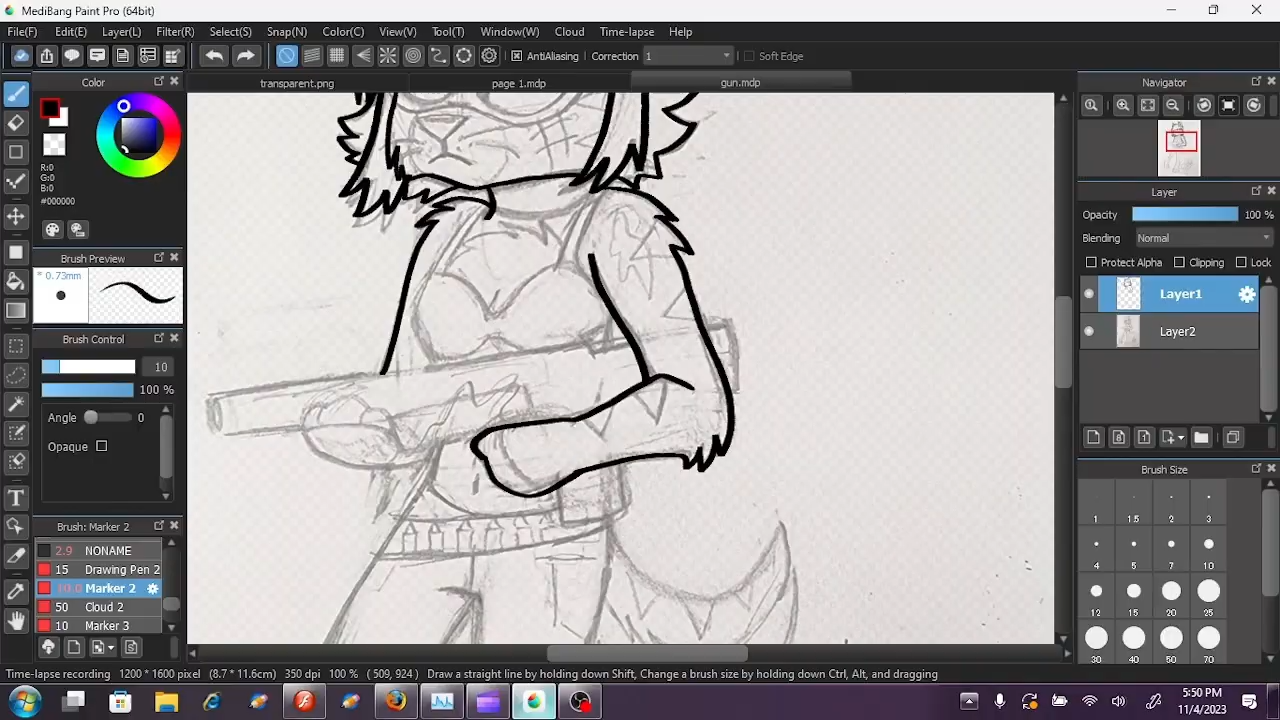 MediBang Paint Pro (64bit)
File(F) Edit(E) Layer(L) Filter(R) Select(S) Snap(N) Color(C) View(V) Tool(T) Window(W) Cloud Time-lapse Help
AntiAliasing Correction 1 Soft Edge
Color transparent.png page 1.mdp gun.mdp Navigator
R:0
G:0
B:0
#000000
Layer
Opacity 100 %
Blending Normal
Protect Alpha Clipping Lock
Layer1
Layer2
Brush Preview
* 0.73mm
Brush Control
10
100 %
Angle 0
Opaque
Brush: Marker 2
2.9 NONAME
15 Drawing Pen 2
10.0 Marker 2
50 Cloud 2
10 Marker 3
Brush Size
1 1.5 2 3
4 5 7 10
12 15 20 25
30 40 50 70
Time-lapse recording 1200 * 1600 pixel (8.7 * 11.6cm) 350 dpi 100 % ( 509, 924 ) Draw a straight line by holding down Shift, Change a brush size by holding down Ctrl, Alt, and dragging
5:50 PM
11/4/2023